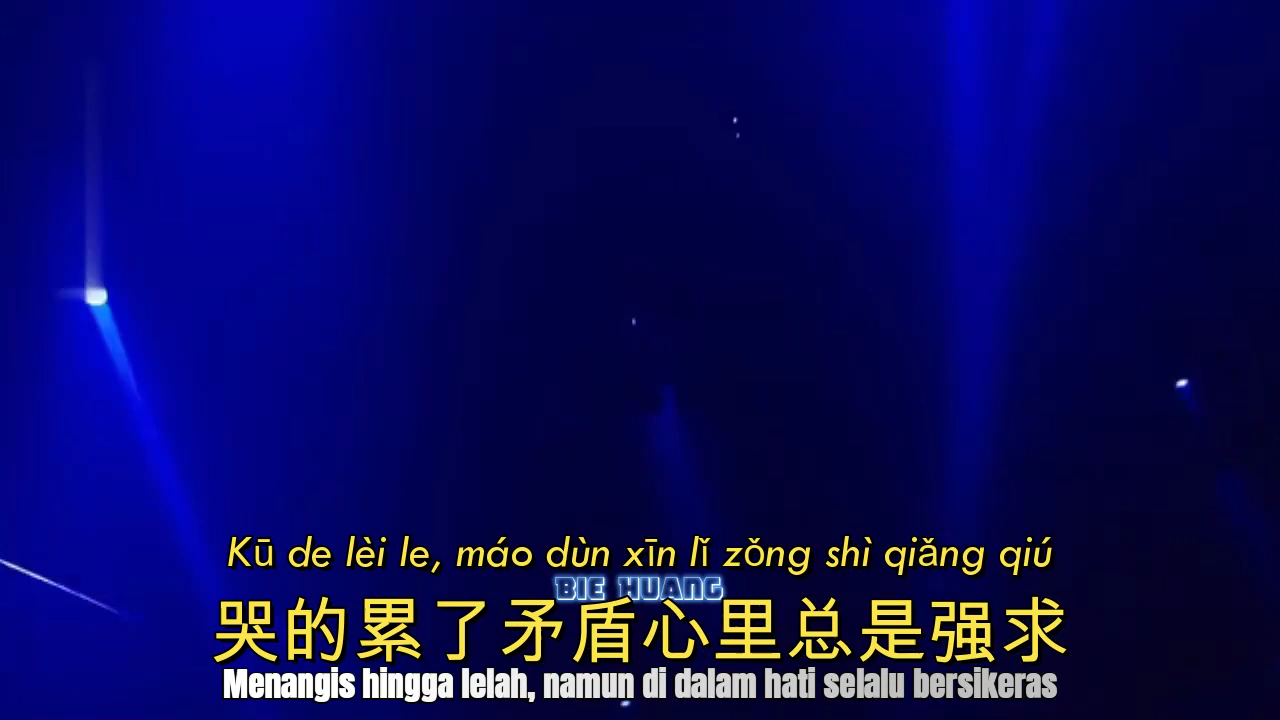 Kū de lèi le, máo dùn xīn lǐ zǒng shì qiǎng qiú
BIE HUANG
哭的累了矛盾心里总是强求
Menangis hingga lelah, namun di dalam hati selalu bersikeras